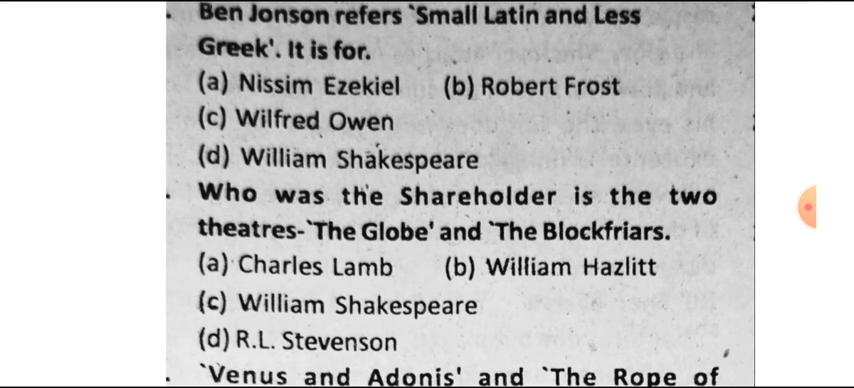 Ben Jonson refers `Small Latin and Less
Greek'. It is for.
(a) Nissim Ezekiel (b) Robert Frost
(c) Wilfred Owen
(d) William Shakespeare
Who was the Shareholder is the two
theatres-`The Globe' and `The Blockfriars.
(a) Charles Lamb (b) William Hazlitt
(c) William Shakespeare
(d) R.L. Stevenson
`Venus and Adonis' and `The Rope of